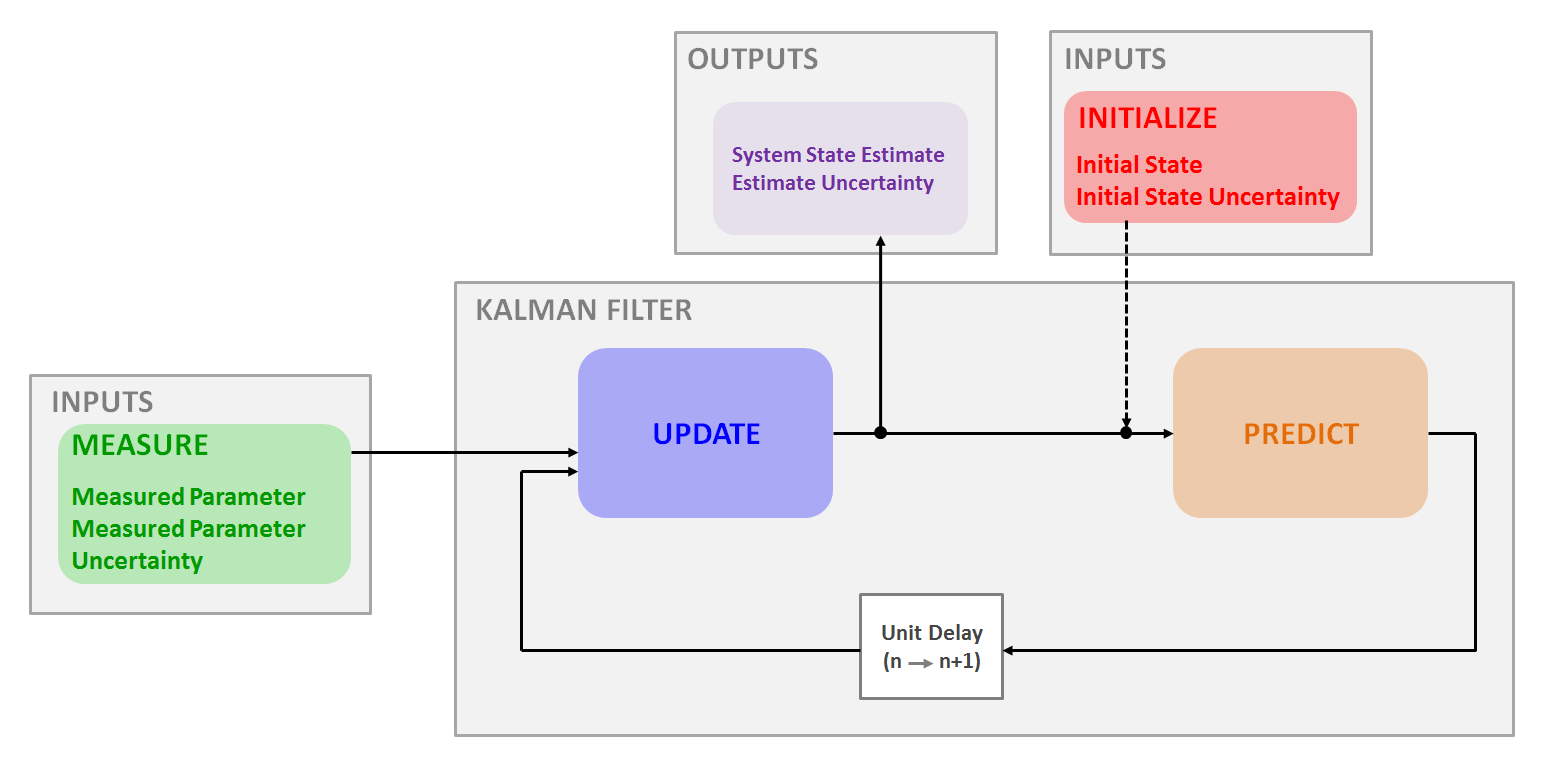 OUTPUTS
System State Estimate
Estimate Uncertainty
INPUTS
INITIALIZE
Initial State
Initial State Uncertainty
KALMAN FILTER
INPUTS
MEASURE
Measured Parameter
Measured Parameter
Uncertainty
UPDATE
PREDICT
Unit Delay
(n → n+1)